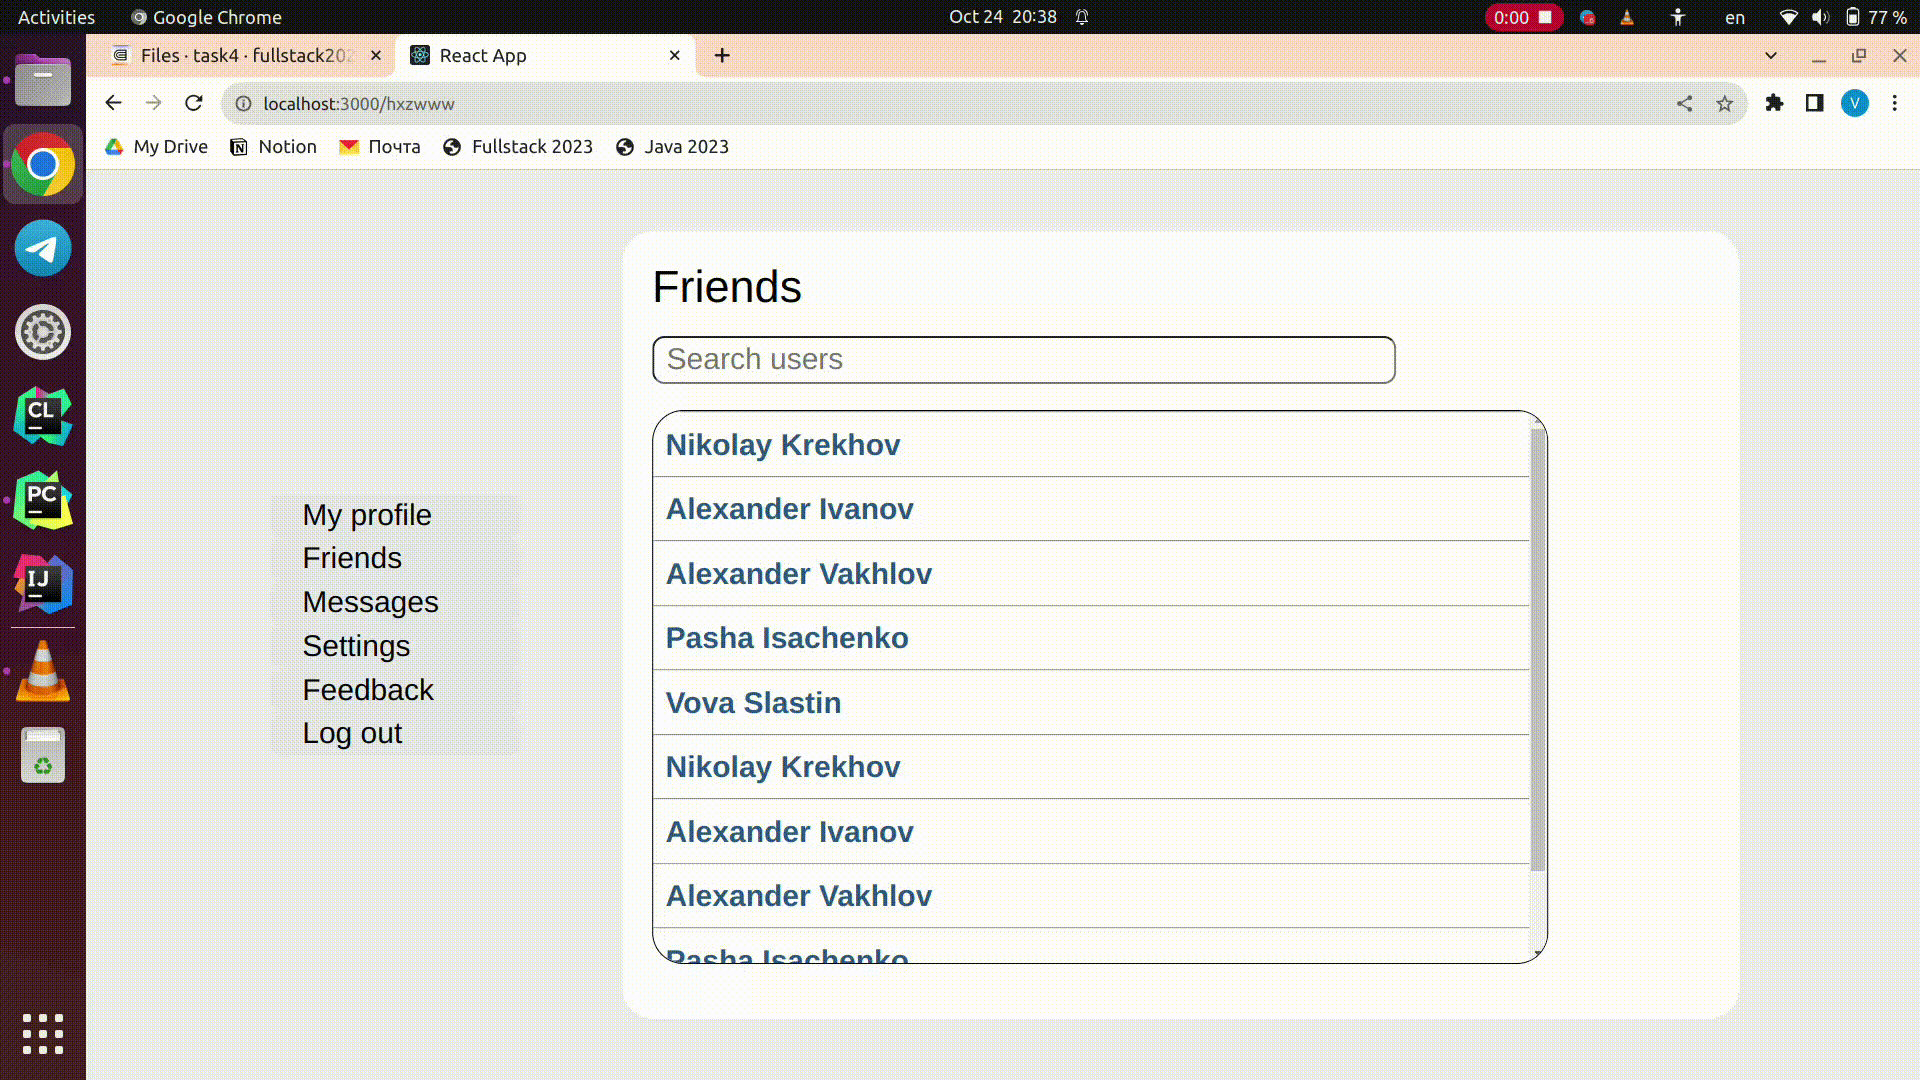 Activities Google Chrome Oct 24 20:38 0:00 en 77 %
Files · task4 · fullstack202 React App
localhost:3000/hxzwww V
My Drive Notion Почта Fullstack 2023 Java 2023
Friends
Search users
Nikolay Krekhov
Alexander Ivanov
Alexander Vakhlov
Pasha Isachenko
Vova Slastin
Nikolay Krekhov
Alexander Ivanov
Alexander Vakhlov
Pasha Isachenko
My profile
Friends
Messages
Settings
Feedback
Log out
CL
PC
IJ